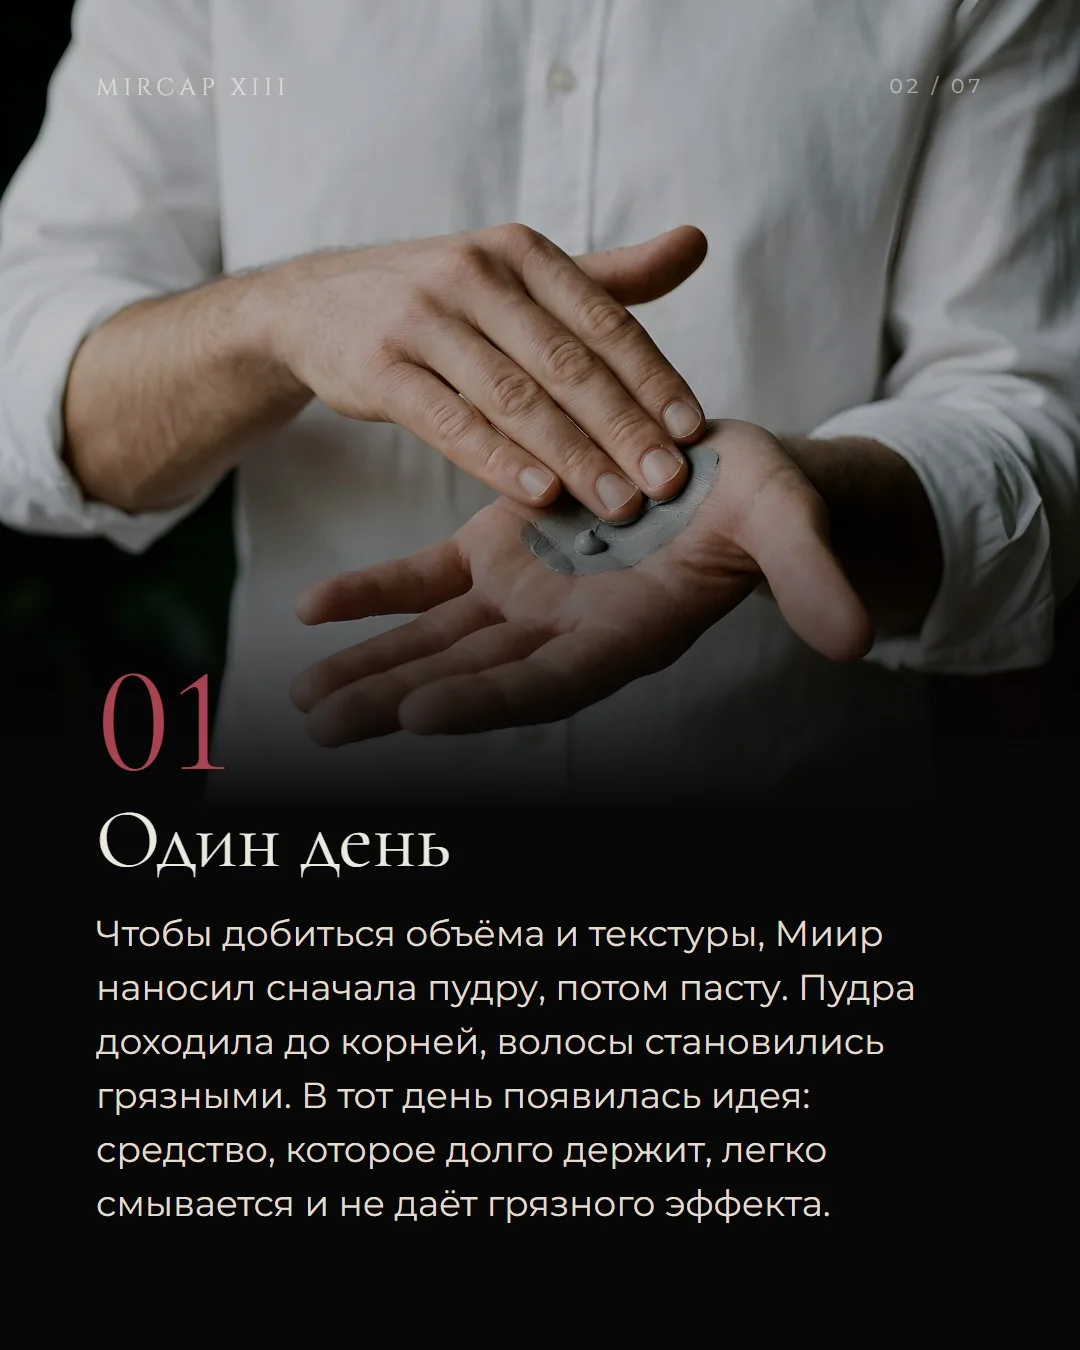 MIRCAP XIII
02 / 07
01
Один день
Чтобы добиться объёма и текстуры, Миир
наносил сначала пудру, потом пасту. Пудра
доходила до корней, волосы становились
грязными. В тот день появилась идея:
средство, которое долго держит, легко
смывается и не даёт грязного эффекта.